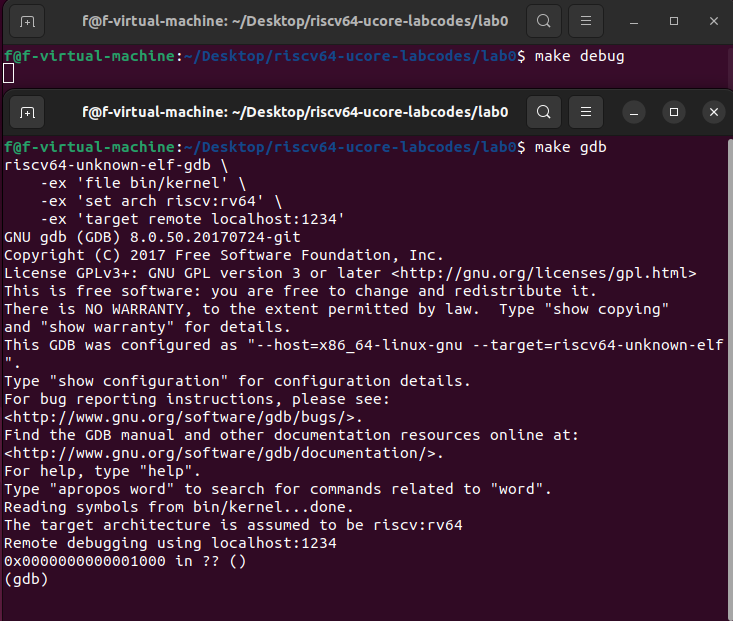 f@f-virtual-machine: ~/Desktop/riscv64-ucore-labcodes/lab0
f@f-virtual-machine:~/Desktop/riscv64-ucore-labcodes/lab0$ make debug
f@f-virtual-machine: ~/Desktop/riscv64-ucore-labcodes/lab0
f@f-virtual-machine:~/Desktop/riscv64-ucore-labcodes/lab0$ make gdb
riscv64-unknown-elf-gdb \
    -ex 'file bin/kernel' \
    -ex 'set arch riscv:rv64' \
    -ex 'target remote localhost:1234'
GNU gdb (GDB) 8.0.50.20170724-git
Copyright (C) 2017 Free Software Foundation, Inc.
License GPLv3+: GNU GPL version 3 or later <http://gnu.org/licenses/gpl.html>
This is free software: you are free to change and redistribute it.
There is NO WARRANTY, to the extent permitted by law.  Type "show copying"
and "show warranty" for details.
This GDB was configured as "--host=x86_64-linux-gnu --target=riscv64-unknown-elf
".
Type "show configuration" for configuration details.
For bug reporting instructions, please see:
<http://www.gnu.org/software/gdb/bugs/>.
Find the GDB manual and other documentation resources online at:
<http://www.gnu.org/software/gdb/documentation/>.
For help, type "help".
Type "apropos word" to search for commands related to "word".
Reading symbols from bin/kernel...done.
The target architecture is assumed to be riscv:rv64
Remote debugging using localhost:1234
0x0000000000001000 in ?? ()
(gdb)